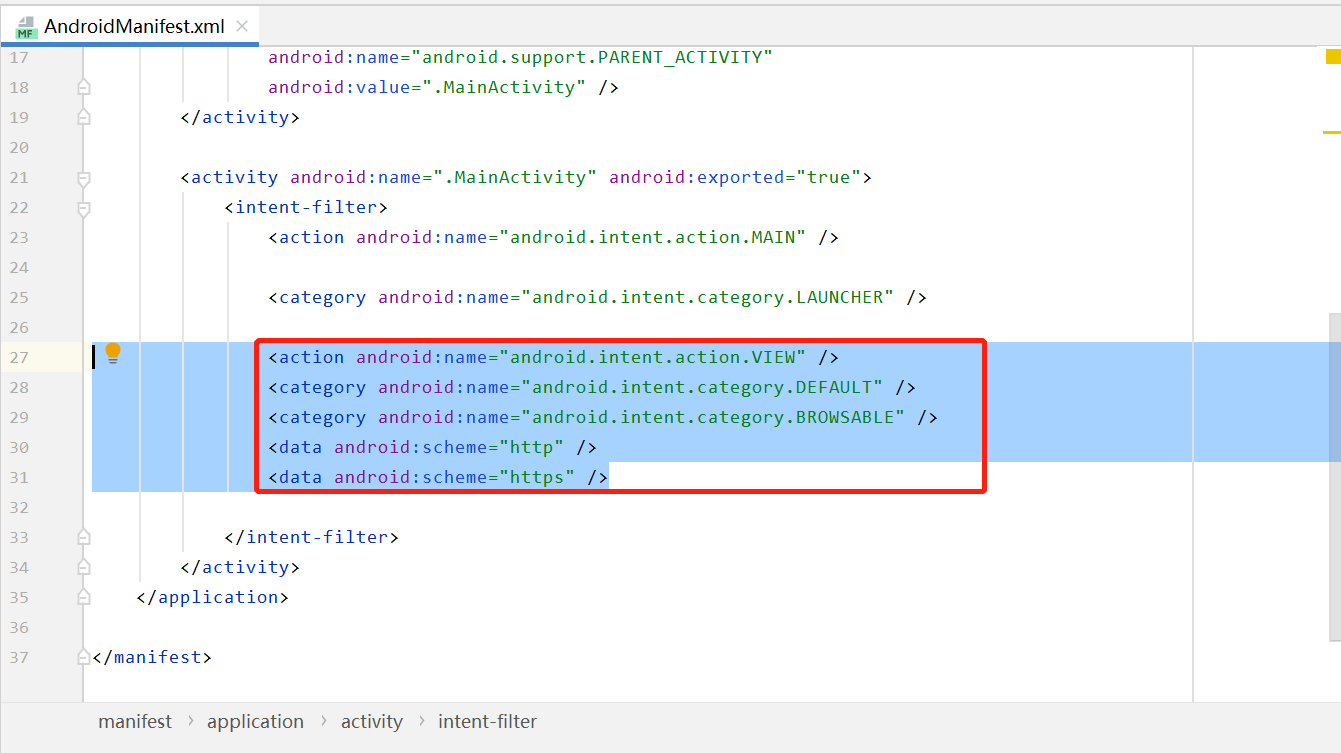 AndroidManifest.xml
17 android:name="android.support.PARENT_ACTIVITY"
18 android:value=".MainActivity" />
19 </activity>
20
21 <activity android:name=".MainActivity" android:exported="true">
22 <intent-filter>
23 <action android:name="android.intent.action.MAIN" />
24
25 <category android:name="android.intent.category.LAUNCHER" />
26
27 <action android:name="android.intent.action.VIEW" />
28 <category android:name="android.intent.category.DEFAULT" />
29 <category android:name="android.intent.category.BROWSABLE" />
30 <data android:scheme="http" />
31 <data android:scheme="https" />
32
33 </intent-filter>
34 </activity>
35 </application>
36
37 </manifest>
manifest › application › activity › intent-filter